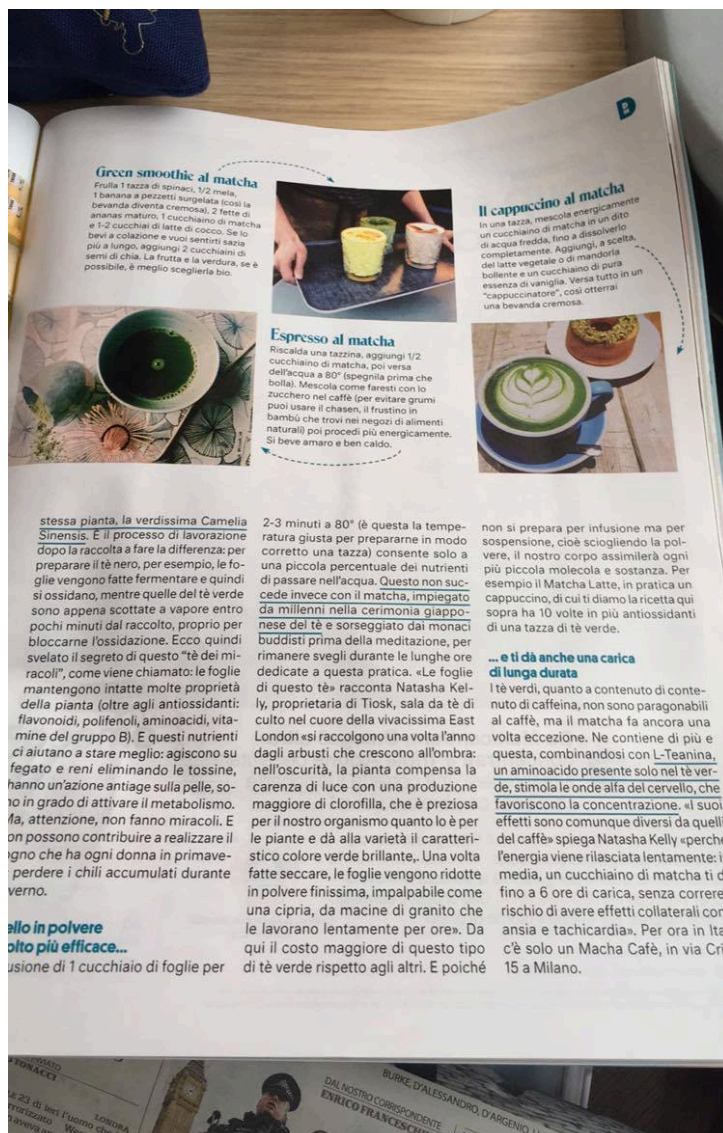 Green smoothie al matcha
Frulla 1 tazza di spinaci, 1/2 mela,
1 banana a pezzetti surgelata (così la
bevanda diventa cremosa), 2 fette di
ananas maturo, 1 cucchiaino di matcha
e 1-2 cucchiai di latte di cocco. Se lo
bevi a colazione e vuoi sentirti sazia
più a lungo, aggiungi 2 cucchiaini di
semi di chia. La frutta e la verdura, se è
possibile, è meglio sceglierla bio.
Espresso al matcha
Riscalda una tazzina, aggiungi 1/2
cucchiaino di matcha, poi versa
dell'acqua a 80° (spegnila prima che
bolla). Mescola come faresti con lo
zucchero nel caffè (per evitare grumi
puoi usare il chasen, il frustino in
bambù che trovi nei negozi di alimenti
naturali) poi procedi più energicamente.
Si beve amaro e ben caldo.
Il cappuccino al matcha
In una tazza, mescola energicamente
un cucchiaino di matcha in un dito
di acqua fredda, fino a dissolverlo
completamente. Aggiungi, a scelta,
del latte vegetale o di mandorla
bollente e un cucchiaino di pura
essenza di vaniglia. Versa tutto in un
"cappuccinatore", così otterrai
una bevanda cremosa.
stessa pianta, la verdissima Camelia
Sinensis. È il processo di lavorazione
dopo la raccolta a fare la differenza: per
preparare il tè nero, per esempio, le fo-
glie vengono fatte fermentare e quindi
si ossidano, mentre quelle del tè verde
sono appena scottate a vapore entro
pochi minuti dal raccolto, proprio per
bloccarne l'ossidazione. Ecco quindi
svelato il segreto di questo "tè dei mi-
racoli", come viene chiamato: le foglie
mantengono intatte molte proprietà
della pianta (oltre agli antiossidanti:
flavonoidi, polifenoli, aminoacidi, vita-
mine del gruppo B). E questi nutrienti
ci aiutano a stare meglio: agiscono su
fegato e reni eliminando le tossine,
hanno un'azione antiage sulla pelle, so-
no in grado di attivare il metabolismo.
Ma, attenzione, non fanno miracoli. E
non possono contribuire a realizzare il
ogno che ha ogni donna in primave-
perdere i chili accumulati durante
verno.
ello in polvere
olto più efficace...
usione di 1 cucchiaio di foglie per
2-3 minuti a 80° (è questa la tempe-
ratura giusta per prepararne in modo
corretto una tazza) consente solo a
una piccola percentuale dei nutrienti
di passare nell'acqua. Questo non suc-
cede invece con il matcha, impiegato
da millenni nella cerimonia giappo-
nese del tè e sorseggiato dai monaci
buddisti prima della meditazione, per
rimanere svegli durante le lunghe ore
dedicate a questa pratica. «Le foglie
di questo tè» racconta Natasha Kel-
ly, proprietaria di Tiosk, sala da tè di
culto nel cuore della vivacissima East
London «si raccolgono una volta l'anno
dagli arbusti che crescono all'ombra:
nell'oscurità, la pianta compensa la
carenza di luce con una produzione
maggiore di clorofilla, che è preziosa
per il nostro organismo quanto lo è per
le piante e dà alla varietà il caratteri-
stico colore verde brillante,. Una volta
fatte seccare, le foglie vengono ridotte
in polvere finissima, impalpabile come
una cipria, da macine di granito che
le lavorano lentamente per ore». Da
qui il costo maggiore di questo tipo
di tè verde rispetto agli altri. E poiché
non si prepara per infusione ma per
sospensione, cioè sciogliendo la pol-
vere, il nostro corpo assimilerà ogni
più piccola molecola e sostanza. Per
esempio il Matcha Latte, in pratica un
cappuccino, di cui ti diamo la ricetta qui
sopra ha 10 volte in più antiossidanti
di una tazza di tè verde.
... e ti dà anche una carica
di lunga durata
I tè verdi, quanto a contenuto di conte-
nuto di caffeina, non sono paragonabili
al caffè, ma il matcha fa ancora una
volta eccezione. Ne contiene di più e
questa, combinandosi con L-Teanina,
un aminoacido presente solo nel tè ver-
de, stimola le onde alfa del cervello, che
favoriscono la concentrazione. «I suoi
effetti sono comunque diversi da quelli
del caffè» spiega Natasha Kelly «perché
l'energia viene rilasciata lentamente: i
media, un cucchiaino di matcha ti d
fino a 6 ore di carica, senza correre
rischio di avere effetti collaterali co
ansia e tachicardia». Per ora in Ita
c'è solo un Macha Cafè, in via Cri
15 a Milano.
TONACCI
LONDRA
LE 23 di ieri l'uomo che
DAL NOSTRO CORRISPONDENTE
ENRICO FRANCESCH
BURKE, D'ALESSANDRO, D'ARGENIO,